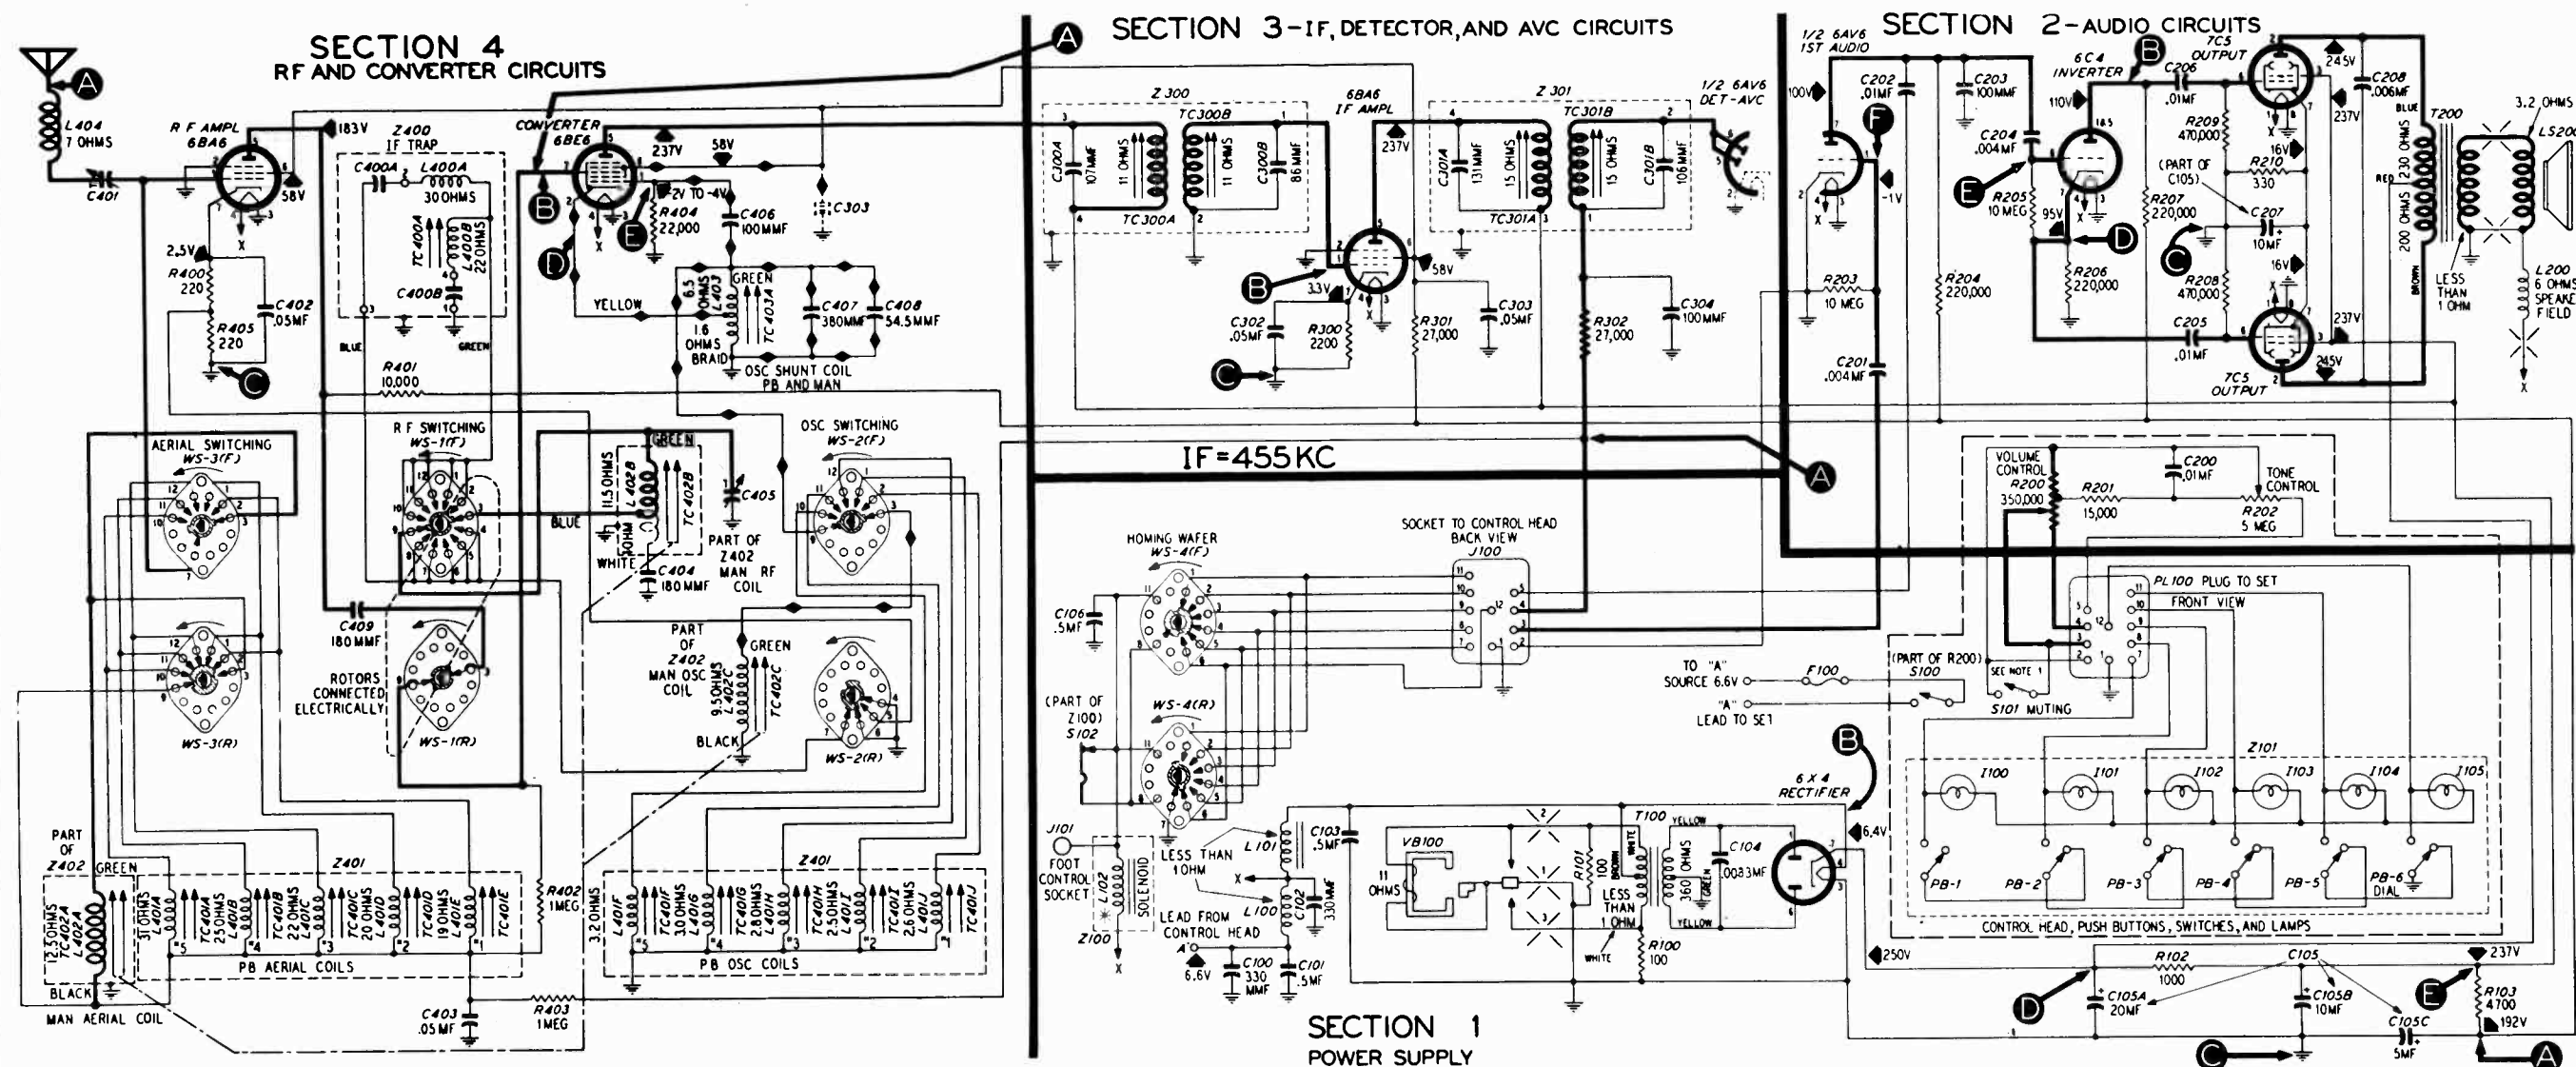 SECTION 4
RF AND CONVERTER CIRCUITS
A
L404
7 OHMS
C401
R F AMPL
6BA6
183V
58V
2.5V
R400
220
C402
.05MF
R405
220
C
Z400
IF TRAP
C400A
L400A
30 OHMS
TC400A
L400B
22 OHMS
C400B
BLUE
GREEN
R401
10,000
CONVERTER
6BE6
237V
58V
B
D
E
-2V TO -4V
R404
22,000
C406
100MMF
C303
YELLOW
6.5
OHMS
L403
GREEN
TC403A
1.6
OHMS
BRAID
C407
380MMF
C408
54.5MMF
OSC SHUNT COIL
PB AND MAN
AERIAL SWITCHING
WS-3(F)
R F SWITCHING
WS-1(F)
OSC SWITCHING
WS-2(F)
GREEN
11.5 OHMS
L402B
TC402B
C405
BLUE
WHITE
C404
180MMF
PART OF
Z402
MAN RF
COIL
C409
180 MMF
ROTORS
CONNECTED
ELECTRICALLY
WS-3(R)
WS-1(R)
WS-2(R)
PART
OF
Z402
MAN OSC
COIL
GREEN
9.5 OHMS
L402C
TC402C
BLACK
PART
OF
Z402
GREEN
12.5 OHMS
TC402A
L402A
BLACK
MAN AERIAL COIL
Z401
31 OHMS
L401A
TC401A
25 OHMS
L401B
TC401B
22 OHMS
L401C
TC401C
20 OHMS
L401D
TC401D
19 OHMS
L401E
TC401E
PB AERIAL COILS
R402
1MEG
C403
.05MF
R403
1MEG
Z401
3.2 OHMS
L401F
TC401F
3.0 OHMS
L401G
TC401G
2.8 OHMS
L401H
TC401H
2.5 OHMS
L401I
TC401I
2.6 OHMS
L401J
TC401J
PB OSC COILS
A
SECTION 3-IF, DETECTOR, AND AVC CIRCUITS
Z 300
C300A
107MMF
11 OHMS
TC300A
TC300B
11 OHMS
C300B
86MMF
6BA6
IF AMPL
237V
B
3.3V
58V
C302
.05MF
R300
2200
C
R301
27,000
C303
.05MF
Z 301
C301A
131MMF
15 OHMS
TC301A
TC301B
15 OHMS
C301B
106MMF
1/2 6AV6
DET-AVC
R302
27,000
C304
100MMF
IF=455KC
A
SECTION 2-AUDIO CIRCUITS
1/2 6AV6
1ST AUDIO
100V
C202
.01MF
F
-1V
R203
10 MEG
C201
.004MF
R204
220,000
C203
100MMF
C204
.004MF
E
R205
10 MEG
6C4
INVERTER
110V
B
95V
D
R206
220,000
R207
220,000
C206
.01MF
7C5
OUTPUT
245V
237V
R209
470,000
16V
R210
330
(PART OF
C105)
C207
10MF
C
16V
R208
470,000
C205
.01MF
237V
245V
7C5
OUTPUT
C208
.006MF
BLUE
RED
BROWN
200 OHMS
230 OHMS
T200
3.2 OHMS
LS200
LESS
THAN
1 OHM
L200
6 OHMS
FIELD
VOLUME
CONTROL
R200
350,000
R201
15,000
C200
.01MF
TONE
CONTROL
R202
5 MEG
HOMING WAFER
WS-4(F)
C106
.5MF
SOCKET TO CONTROL HEAD
BACK VIEW
J100
PL100 PLUG TO SET
FRONT VIEW
SEE NOTE 1
S101 MUTING
TO "A"
SOURCE 6.6V
F100
(PART OF R200)
S100
"A"
LEAD TO SET
(PART OF
Z100)
S102
WS-4(R)
J101
FOOT
CONTROL
SOCKET
L102
SOLENOID
Z100
LESS THAN
1 OHM
L101
C103
.5MF
L100
C102
330MMF
LEAD FROM
CONTROL HEAD
A
6.6V
C100
330
MMF
C101
.5MF
VB100
11
OHMS
R101
100
BROWN
WHITE
T100
YELLOW
LESS
THAN
1 OHM
360 OHMS
GREEN
YELLOW
WHITE
R100
100
C104
.0033MF
B
6 X 4
RECTIFIER
6.4V
250V
SECTION 1
POWER SUPPLY
Z101
I100
I101
I102
I103
I104
I105
PB-1
PB-2
PB-3
PB-4
PB-5
PB-6
DIAL
CONTROL HEAD, PUSH BUTTONS, SWITCHES, AND LAMPS
R102
1000
C105
D
C105A
20MF
C105B
10MF
C105C
5MF
C
E
237V
R103
4700
192V
A